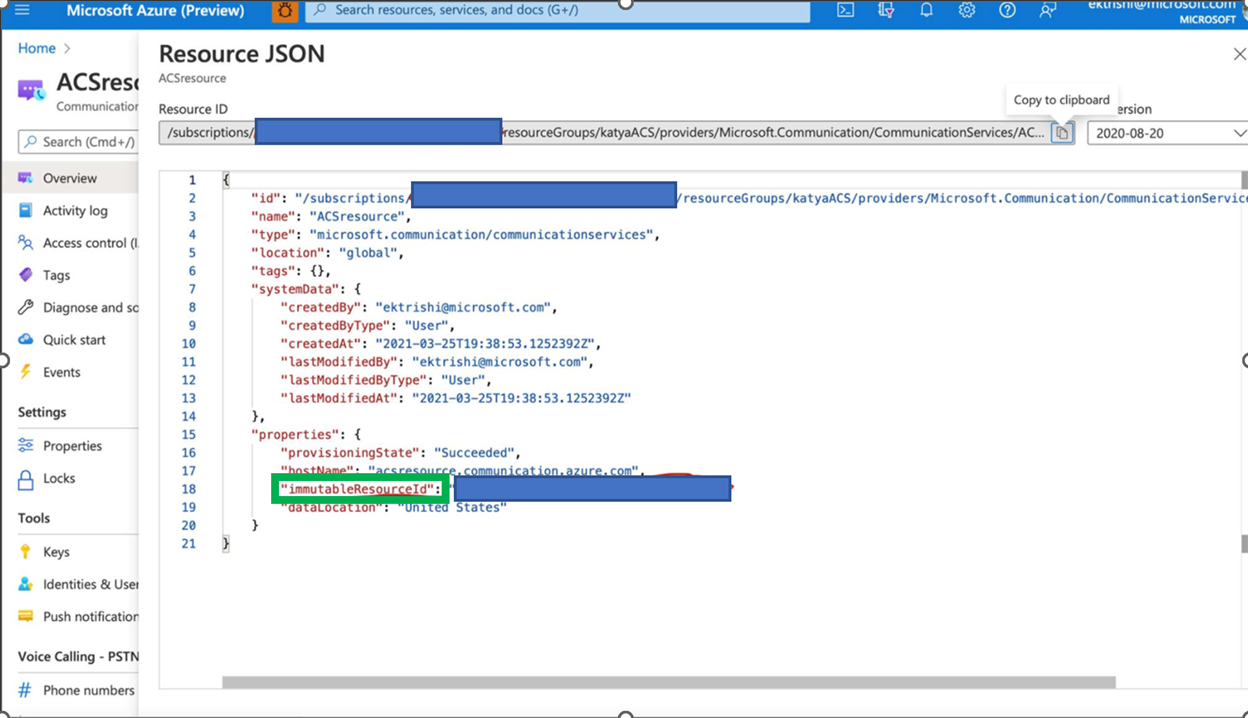 Microsoft Azure (Preview)
Search resources, services, and docs (G+/)
ektrishi@microsoft.com
MICROSOFT
Home >
ACSreso
Communication
Search (Cmd+/)
Overview
Activity log
Access control (I
Tags
Diagnose and so
Quick start
Events
Settings
Properties
Locks
Tools
Keys
Identities & User
Push notification
Voice Calling - PSTN
Phone numbers
Resource JSON
ACSresource
Resource ID
Copy to clipboard
ersion
/subscriptions/
resourceGroups/katyaACS/providers/Microsoft.Communication/CommunicationServices/AC...
2020-08-20
1 {
2 "id": "/subscriptions/ /resourceGroups/katyaACS/providers/Microsoft.Communication/CommunicationService
3 "name": "ACSresource",
4 "type": "microsoft.communication/communicationservices",
5 "location": "global",
6 "tags": {},
7 "systemData": {
8 "createdBy": "ektrishi@microsoft.com",
9 "createdByType": "User",
10 "createdAt": "2021-03-25T19:38:53.1252392Z",
11 "lastModifiedBy": "ektrishi@microsoft.com",
12 "lastModifiedByType": "User",
13 "lastModifiedAt": "2021-03-25T19:38:53.1252392Z"
14 },
15 "properties": {
16 "provisioningState": "Succeeded",
17 "hostName": "acsresource.communication.azure.com",
18 "immutableResourceId": "
19 "dataLocation": "United States"
20 }
21 }